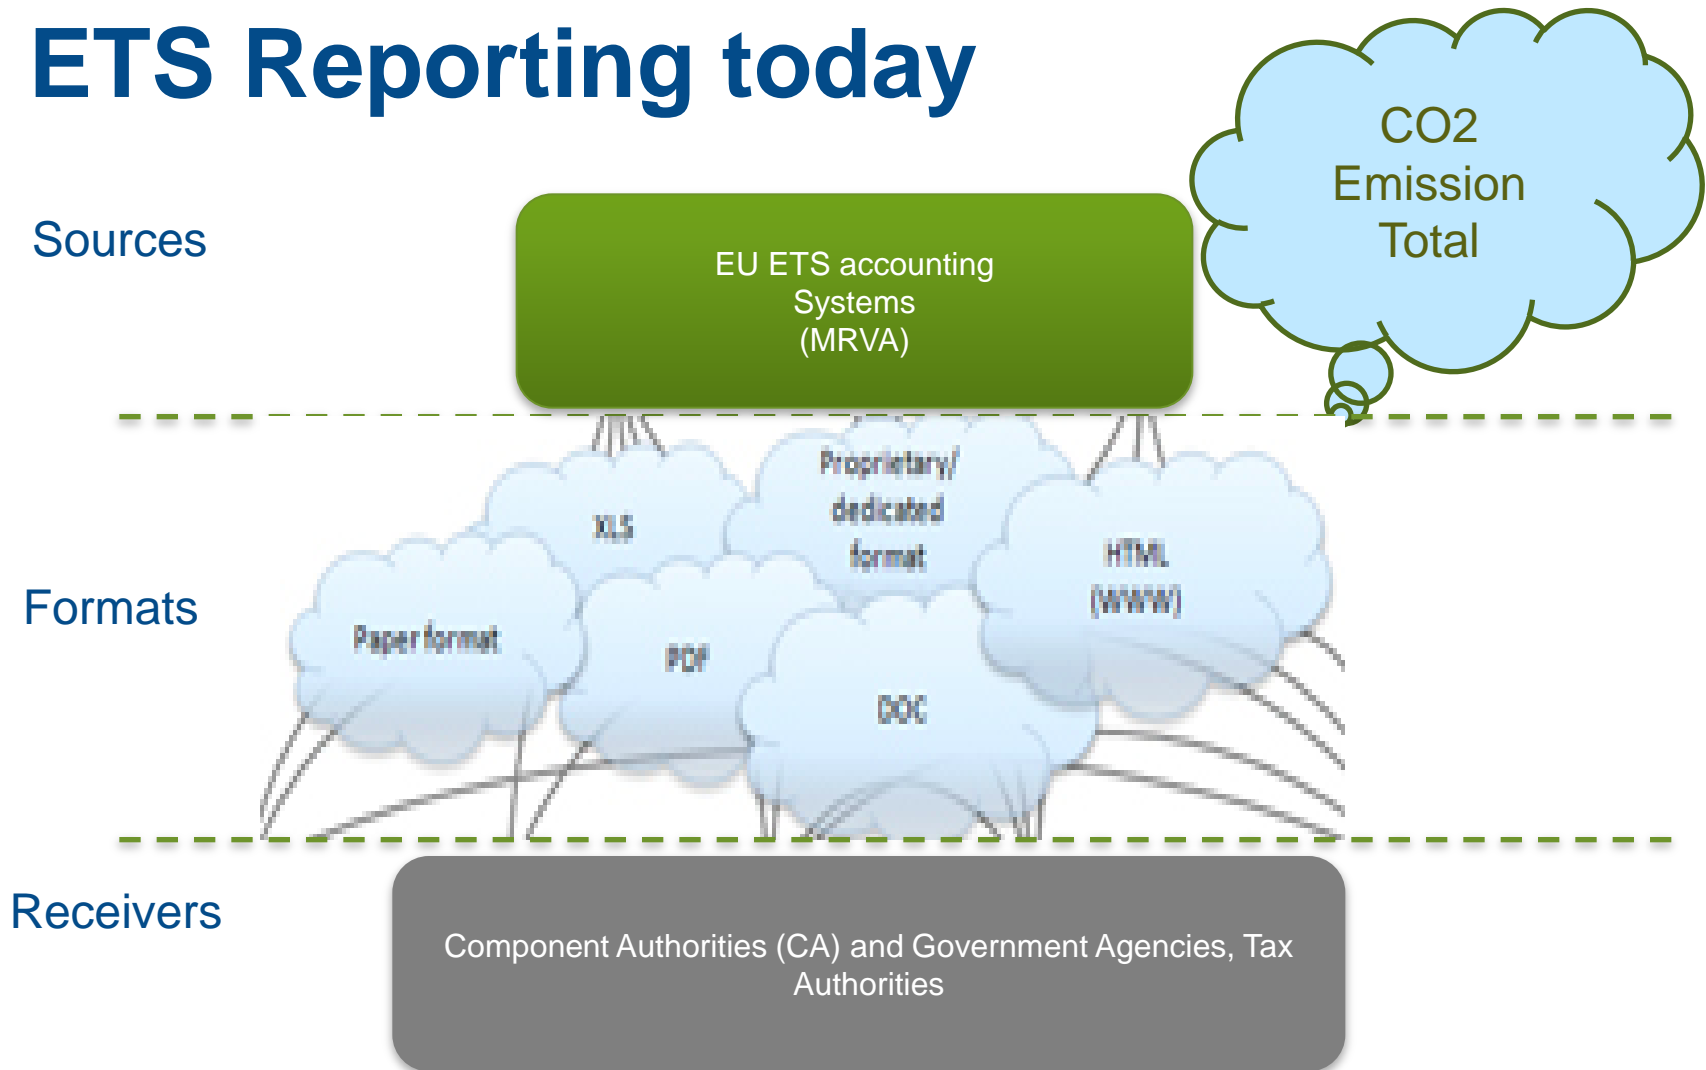 ETS Reporting today
CO2
Emission
Total
Sources
EU ETS accounting
Systems
(MRVA)
Formats
Proprietary/
dedicated
format
XLS
HTML
(WWW)
Paper format
PDF
DOC
Receivers
Component Authorities (CA) and Government Agencies, Tax
Authorities